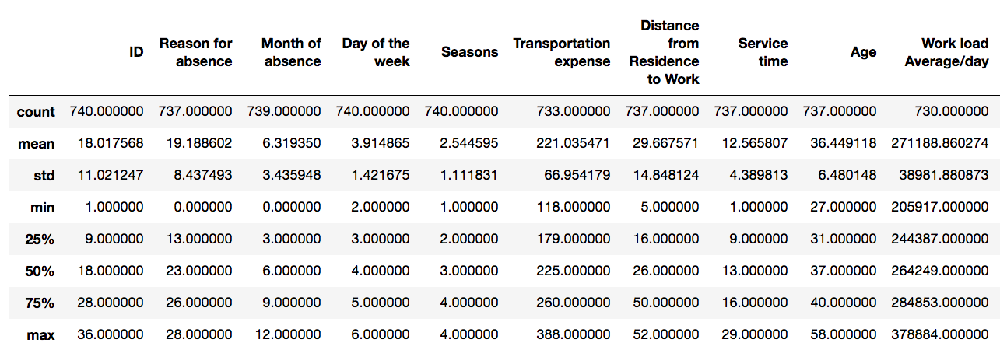 ID Reason for absence Month of absence Day of the week Seasons Transportation expense Distance from Residence to Work Service time Age Work load Average/day
count 740.000000 737.000000 739.000000 740.000000 740.000000 733.000000 737.000000 737.000000 737.000000 730.000000
mean 18.017568 19.188602 6.319350 3.914865 2.544595 221.035471 29.667571 12.565807 36.449118 271188.860274
std 11.021247 8.437493 3.435948 1.421675 1.111831 66.954179 14.848124 4.389813 6.480148 38981.880873
min 1.000000 0.000000 0.000000 2.000000 1.000000 118.000000 5.000000 1.000000 27.000000 205917.000000
25% 9.000000 13.000000 3.000000 3.000000 2.000000 179.000000 16.000000 9.000000 31.000000 244387.000000
50% 18.000000 23.000000 6.000000 4.000000 3.000000 225.000000 26.000000 13.000000 37.000000 264249.000000
75% 28.000000 26.000000 9.000000 5.000000 4.000000 260.000000 50.000000 16.000000 40.000000 284853.000000
max 36.000000 28.000000 12.000000 6.000000 4.000000 388.000000 52.000000 29.000000 58.000000 378884.000000